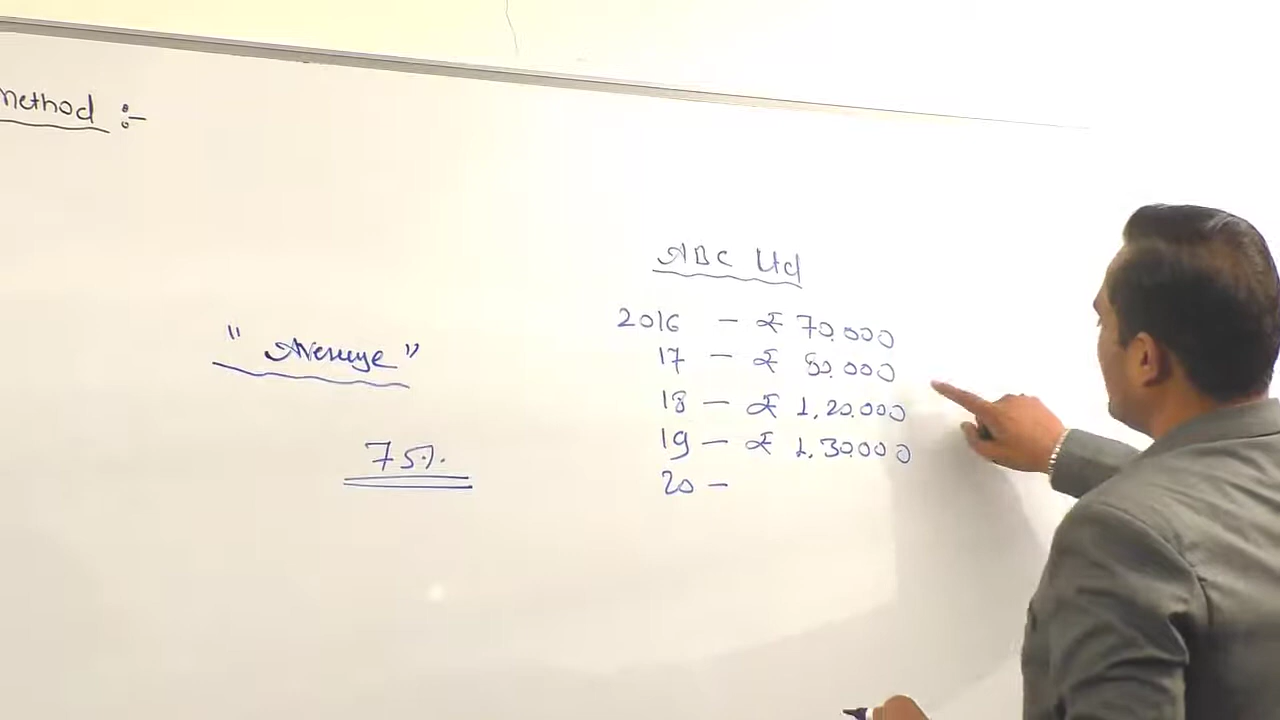 Method :-
ABC Ltd
2016 - ₹ 70,000
17 - ₹ 80,000
18 - ₹ 1,20,000
19 - ₹ 1,30,000
20 -
"Average"
75%.